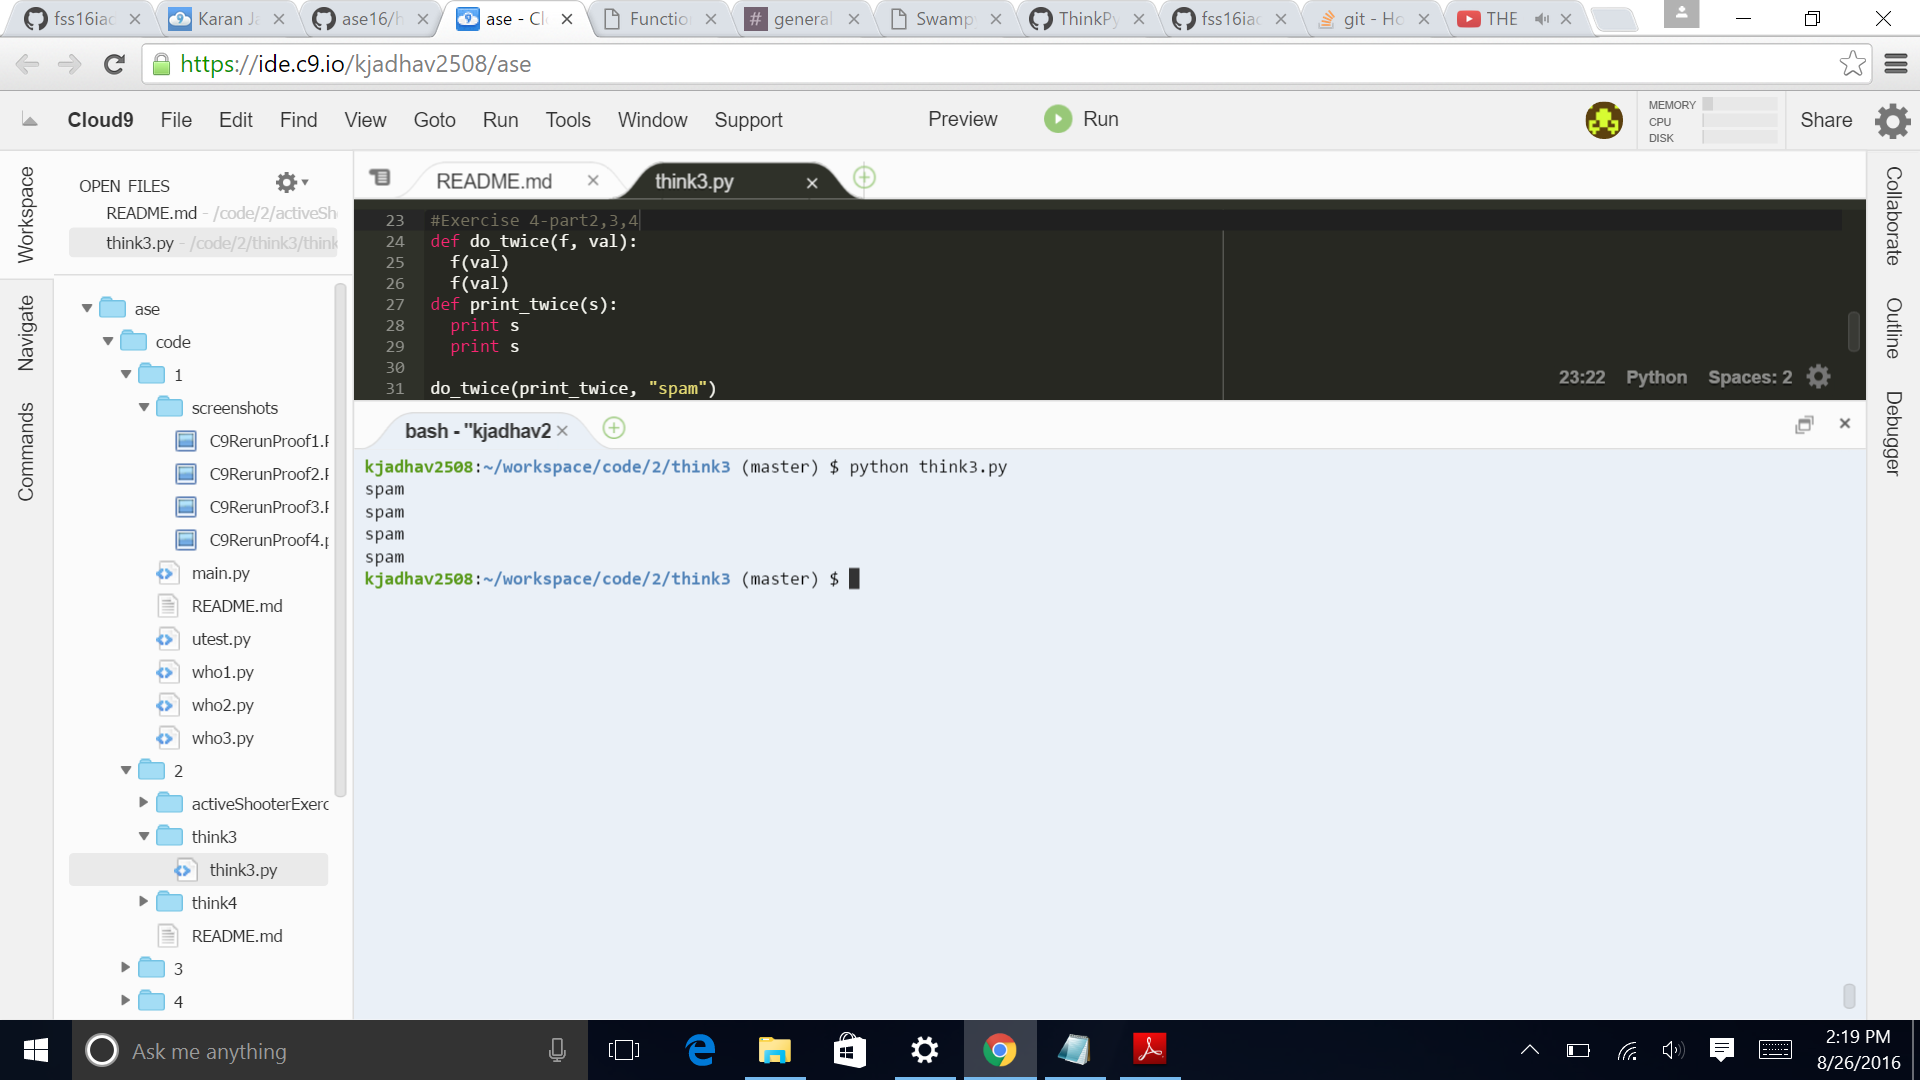 fss16iac
Karan Ja
ase16/h
ase - Cl
Functio
general
Swamp
ThinkPy
fss16iac
git - Ho
THE
https://ide.c9.io/kjadhav2508/ase
Cloud9 File Edit Find View Goto Run Tools Window Support Preview Run
MEMORY
CPU
DISK
Share
Workspace
Navigate
Commands
OPEN FILES
README.md - /code/2/activeSh
think3.py - /code/2/think3/think
ase
code
1
screenshots
C9RerunProof1.P
C9RerunProof2.P
C9RerunProof3.P
C9RerunProof4.p
main.py
README.md
utest.py
who1.py
who2.py
who3.py
2
activeShooterExerc
think3
think3.py
think4
README.md
3
4
README.md
think3.py
23 #Exercise 4-part2,3,4
24 def do_twice(f, val):
25 f(val)
26 f(val)
27 def print_twice(s):
28 print s
29 print s
30
31 do_twice(print_twice, "spam")
23:22 Python Spaces: 2
bash - "kjadhav2
kjadhav2508:~/workspace/code/2/think3 (master) $ python think3.py
spam
spam
spam
spam
kjadhav2508:~/workspace/code/2/think3 (master) $
Collaborate
Outline
Debugger
Ask me anything
2:19 PM
8/26/2016